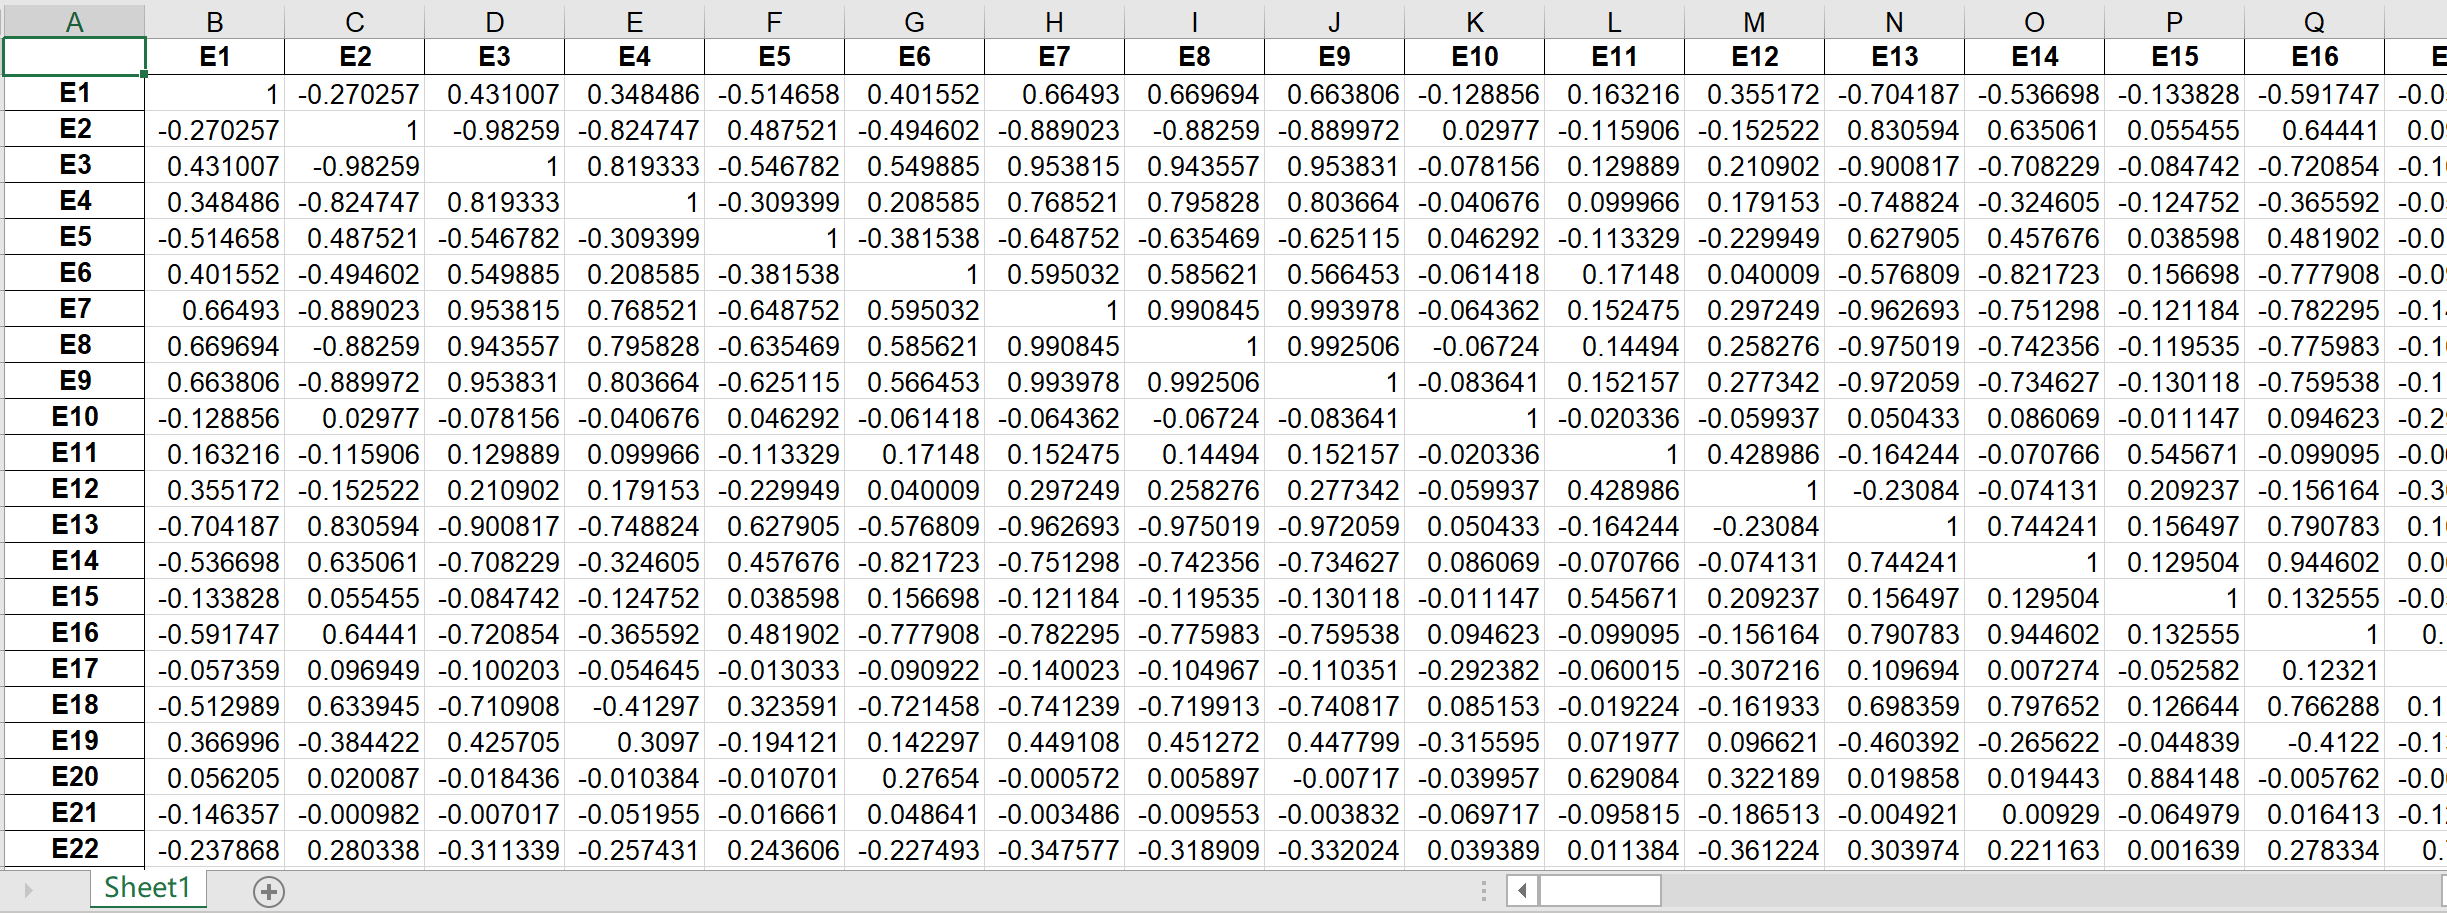 A B C D E F G H I J K L M N O P Q
E1 E2 E3 E4 E5 E6 E7 E8 E9 E10 E11 E12 E13 E14 E15 E16 E
E1 1 -0.270257 0.431007 0.348486 -0.514658 0.401552 0.66493 0.669694 0.663806 -0.128856 0.163216 0.355172 -0.704187 -0.536698 -0.133828 -0.591747 -0.0
E2 -0.270257 1 -0.98259 -0.824747 0.487521 -0.494602 -0.889023 -0.88259 -0.889972 0.02977 -0.115906 -0.152522 0.830594 0.635061 0.055455 0.64441 0.0
E3 0.431007 -0.98259 1 0.819333 -0.546782 0.549885 0.953815 0.943557 0.953831 -0.078156 0.129889 0.210902 -0.900817 -0.708229 -0.084742 -0.720854 -0.1
E4 0.348486 -0.824747 0.819333 1 -0.309399 0.208585 0.768521 0.795828 0.803664 -0.040676 0.099966 0.179153 -0.748824 -0.324605 -0.124752 -0.365592 -0.0
E5 -0.514658 0.487521 -0.546782 -0.309399 1 -0.381538 -0.648752 -0.635469 -0.625115 0.046292 -0.113329 -0.229949 0.627905 0.457676 0.038598 0.481902 -0.0
E6 0.401552 -0.494602 0.549885 0.208585 -0.381538 1 0.595032 0.585621 0.566453 -0.061418 0.17148 0.040009 -0.576809 -0.821723 0.156698 -0.777908 -0.0
E7 0.66493 -0.889023 0.953815 0.768521 -0.648752 0.595032 1 0.990845 0.993978 -0.064362 0.152475 0.297249 -0.962693 -0.751298 -0.121184 -0.782295 -0.1
E8 0.669694 -0.88259 0.943557 0.795828 -0.635469 0.585621 0.990845 1 0.992506 -0.06724 0.14494 0.258276 -0.975019 -0.742356 -0.119535 -0.775983 -0.1
E9 0.663806 -0.889972 0.953831 0.803664 -0.625115 0.566453 0.993978 0.992506 1 -0.083641 0.152157 0.277342 -0.972059 -0.734627 -0.130118 -0.759538 -0.1
E10 -0.128856 0.02977 -0.078156 -0.040676 0.046292 -0.061418 -0.064362 -0.06724 -0.083641 1 -0.020336 -0.059937 0.050433 0.086069 -0.011147 0.094623 -0.2
E11 0.163216 -0.115906 0.129889 0.099966 -0.113329 0.17148 0.152475 0.14494 0.152157 -0.020336 1 0.428986 -0.164244 -0.070766 0.545671 -0.099095 -0.0
E12 0.355172 -0.152522 0.210902 0.179153 -0.229949 0.040009 0.297249 0.258276 0.277342 -0.059937 0.428986 1 -0.23084 -0.074131 0.209237 -0.156164 -0.3
E13 -0.704187 0.830594 -0.900817 -0.748824 0.627905 -0.576809 -0.962693 -0.975019 -0.972059 0.050433 -0.164244 -0.23084 1 0.744241 0.156497 0.790783 0.1
E14 -0.536698 0.635061 -0.708229 -0.324605 0.457676 -0.821723 -0.751298 -0.742356 -0.734627 0.086069 -0.070766 -0.074131 0.744241 1 0.129504 0.944602 0.0
E15 -0.133828 0.055455 -0.084742 -0.124752 0.038598 0.156698 -0.121184 -0.119535 -0.130118 -0.011147 0.545671 0.209237 0.156497 0.129504 1 0.132555 -0.0
E16 -0.591747 0.64441 -0.720854 -0.365592 0.481902 -0.777908 -0.782295 -0.775983 -0.759538 0.094623 -0.099095 -0.156164 0.790783 0.944602 0.132555 1 0.
E17 -0.057359 0.096949 -0.100203 -0.054645 -0.013033 -0.090922 -0.140023 -0.104967 -0.110351 -0.292382 -0.060015 -0.307216 0.109694 0.007274 -0.052582 0.12321
E18 -0.512989 0.633945 -0.710908 -0.41297 0.323591 -0.721458 -0.741239 -0.719913 -0.740817 0.085153 -0.019224 -0.161933 0.698359 0.797652 0.126644 0.766288 0.1
E19 0.366996 -0.384422 0.425705 0.3097 -0.194121 0.142297 0.449108 0.451272 0.447799 -0.315595 0.071977 0.096621 -0.460392 -0.265622 -0.044839 -0.4122 -0.1
E20 0.056205 0.020087 -0.018436 -0.010384 -0.010701 0.27654 -0.000572 0.005897 -0.00717 -0.039957 0.629084 0.322189 0.019858 0.019443 0.884148 -0.005762 -0.0
E21 -0.146357 -0.000982 -0.007017 -0.051955 -0.016661 0.048641 -0.003486 -0.009553 -0.003832 -0.069717 -0.095815 -0.186513 -0.004921 0.00929 -0.064979 0.016413 -0.1
E22 -0.237868 0.280338 -0.311339 -0.257431 0.243606 -0.227493 -0.347577 -0.318909 -0.332024 0.039389 0.011384 -0.361224 0.303974 0.221163 0.001639 0.278334 0.
Sheet1